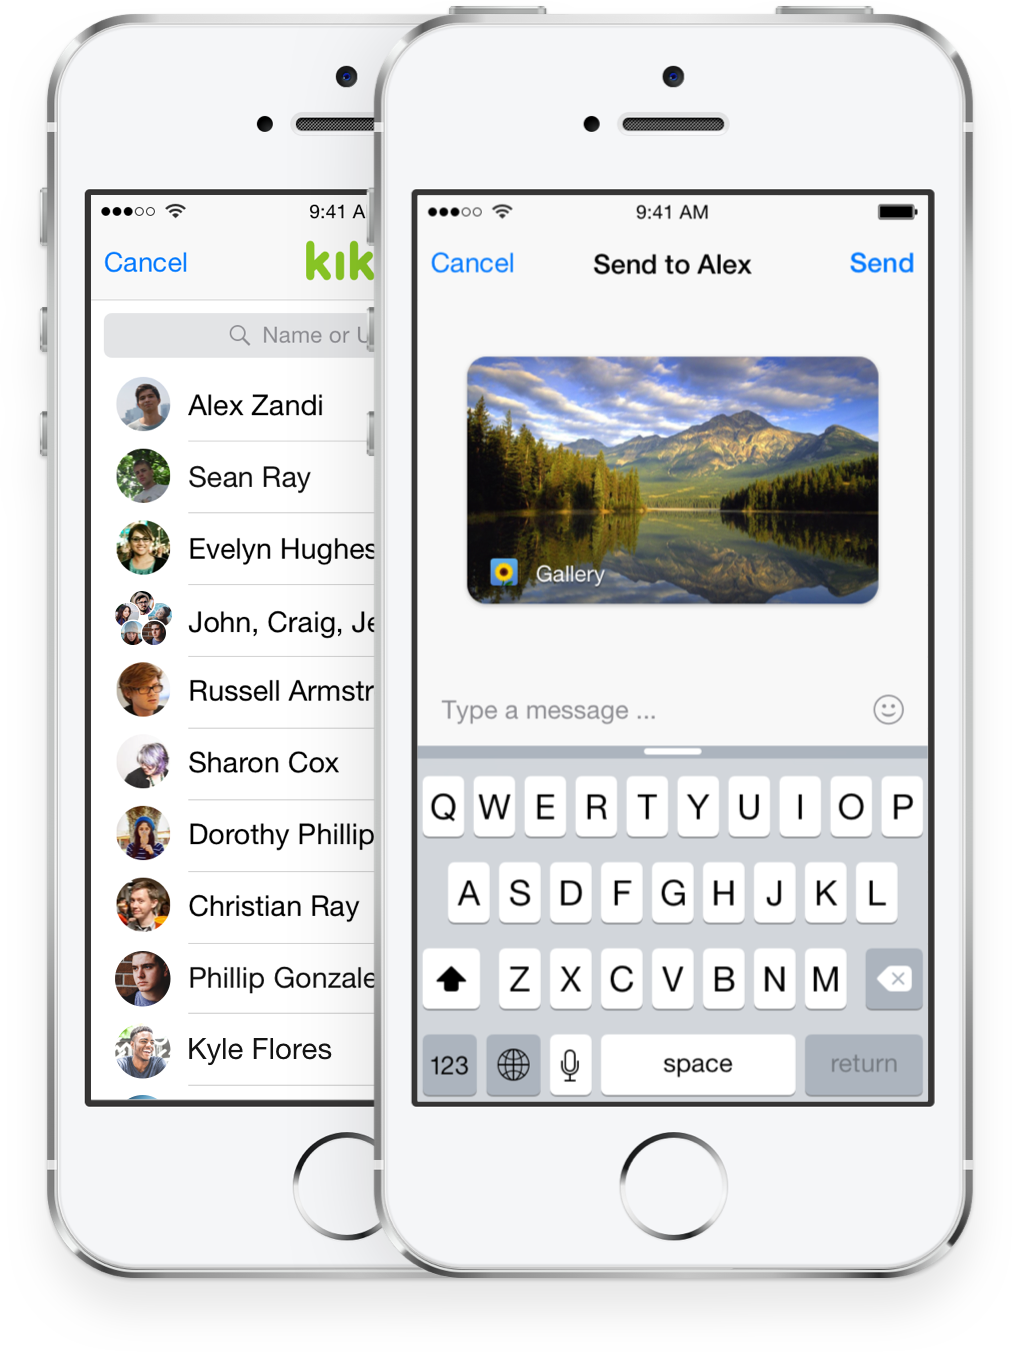 9:41 A
Cancel
kik
Name or U
Alex Zandi
Sean Ray
Evelyn Hughes
John, Craig, Je
Russell Armstr
Sharon Cox
Dorothy Phillip
Christian Ray
Phillip Gonzale
Kyle Flores
9:41 AM
Cancel
Send to Alex
Send
Gallery
Type a message ...
Q W E R T Y U I O P
A S D F G H J K L
Z X C V B N M
123
space
return